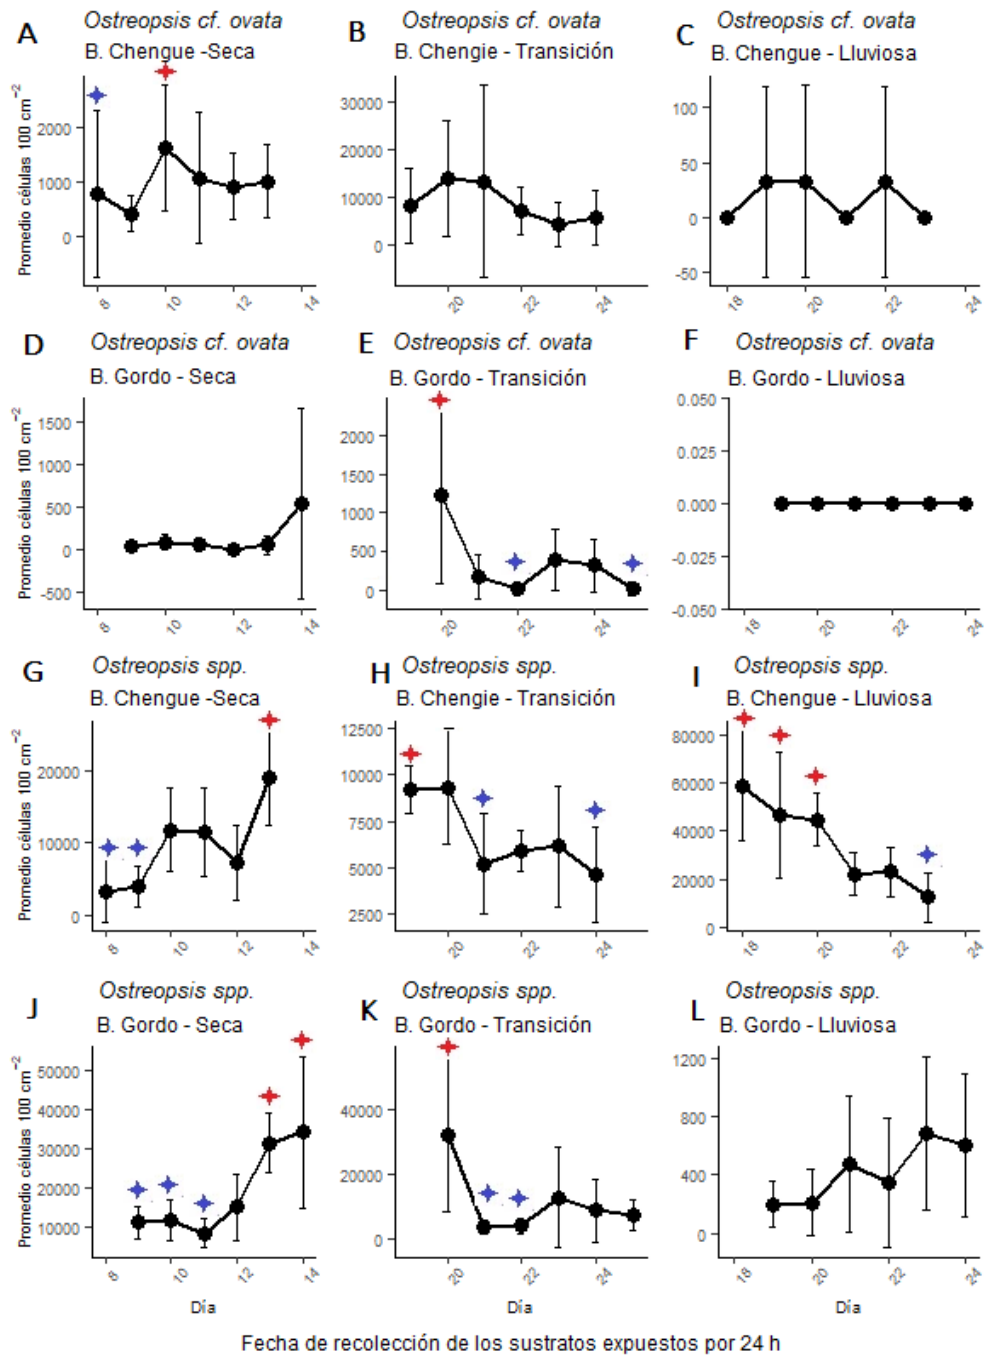 A
Ostreopsis cf. ovata
B. Chengue -Seca
B
Ostreopsis cf. ovata
B. Chengie - Transición
C
Ostreopsis cf. ovata
B. Chengue - Lluviosa
Promedio células 100 cm⁻²
2000
1000
0
8
10
12
14
30000
20000
10000
0
20
22
24
100
50
0
-50
18
20
22
24
D
Ostreopsis cf. ovata
B. Gordo - Seca
E
Ostreopsis cf. ovata
B. Gordo - Transición
F
Ostreopsis cf. ovata
B. Gordo - Lluviosa
Promedio células 100 cm⁻²
1500
1000
500
0
-500
8
10
12
14
2000
1500
1000
500
0
20
22
24
0.050
0.025
0.000
-0.025
-0.050
18
20
22
24
G
Ostreopsis spp.
B. Chengue -Seca
H
Ostreopsis spp.
B. Chengie - Transición
I
Ostreopsis spp.
B. Chengue - Lluviosa
Promedio células 100 cm⁻²
20000
10000
0
8
10
12
14
12500
10000
7500
5000
2500
20
22
24
80000
60000
40000
20000
0
18
20
22
24
J
Ostreopsis spp.
B. Gordo - Seca
K
Ostreopsis spp.
B. Gordo - Transición
L
Ostreopsis spp.
B. Gordo - Lluviosa
Promedio células 100 cm⁻²
50000
40000
30000
20000
10000
8
10
12
14
Día
40000
20000
0
20
22
24
Día
1200
800
400
0
18
20
22
24
Día
Fecha de recolección de los sustratos expuestos por 24 h